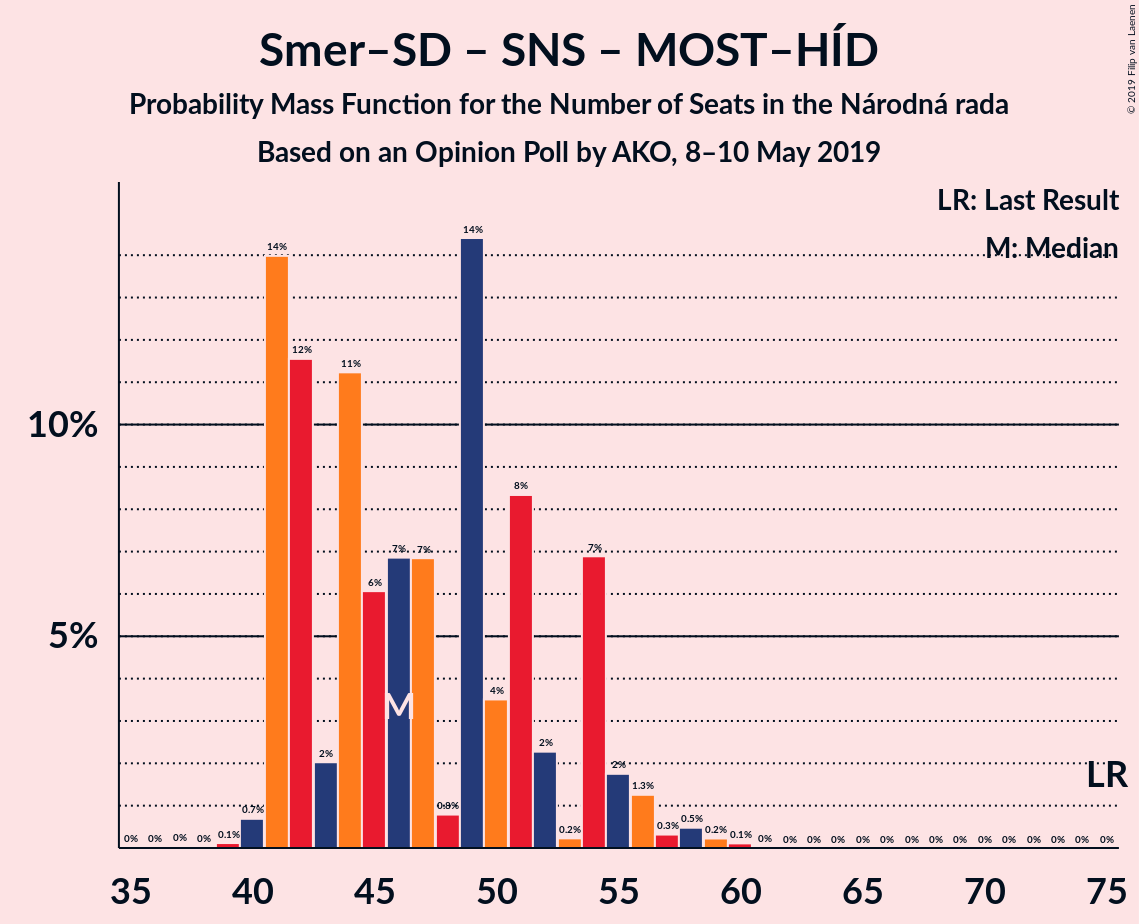 Smer–SD – SNS – MOST–HÍD
Probability Mass Function for the Number of Seats in the Národná rada
Based on an Opinion Poll by AKO, 8–10 May 2019
© 2019 Filip van Laenen
LR: Last Result
M: Median
10%
5%
0% 0% 0% 0% 0.1% 0.7% 14% 12% 2% 11% 6% 7% 7% 0.8% 14% 4% 8% 2% 0.2% 7% 2% 1.3% 0.3% 0.5% 0.2% 0.1% 0% 0% 0% 0% 0% 0% 0% 0% 0% 0% 0% 0% 0% 0% 0%
M
LR
35 40 45 50 55 60 65 70 75